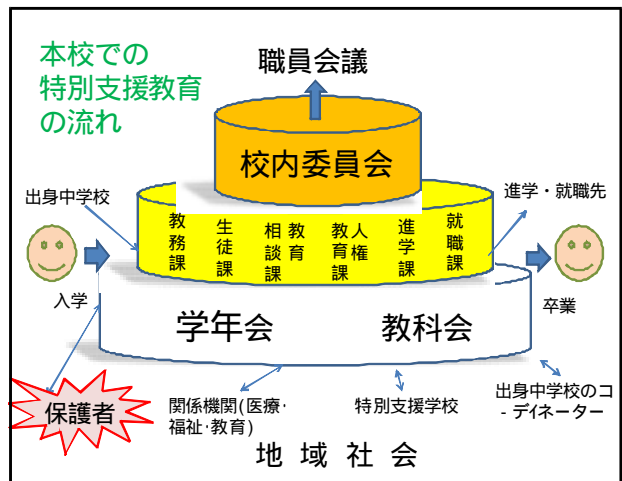 本校での
特別支援教育
の流れ
職員会議
校内委員会
出身中学校
進学・就職先
教務課
生徒課
教育相談課
人権教育課
進学課
就職課
入学
卒業
学年会
教科会
保護者
関係機関(医療・
福祉・教育)
特別支援学校
出身中学校のコ
-ディネーター
地域社会